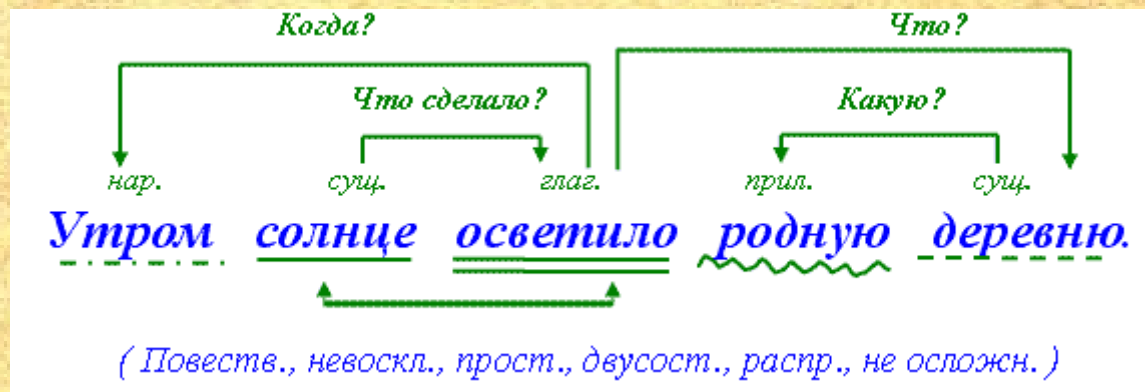 Когда? Что?
Что сделало? Какую?
нар. сущ. глаг. прил. сущ.
Утром солнце осветило родную деревню.
( Повеств., невоскл., прост., двусост., распр., не осложн. )